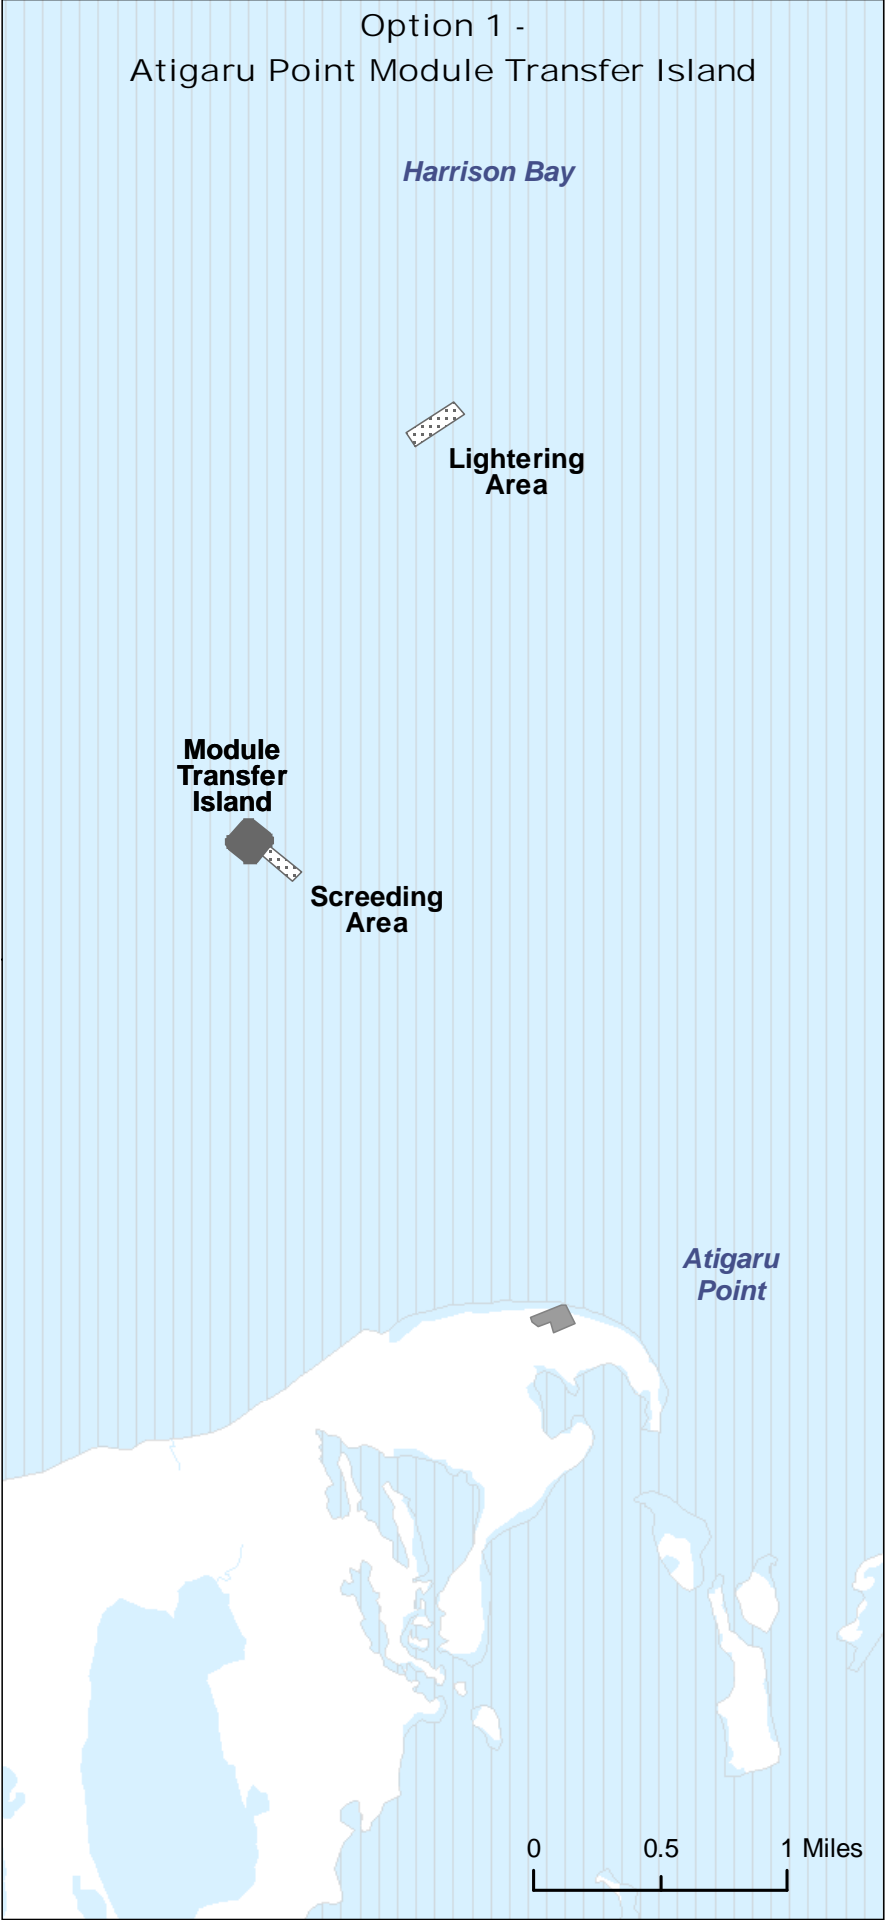 Option 1 -
Atigaru Point Module Transfer Island
Harrison Bay
Lightering
Area
Module
Transfer
Island
Screeding
Area
Atigaru
Point
0 0.5 1 Miles